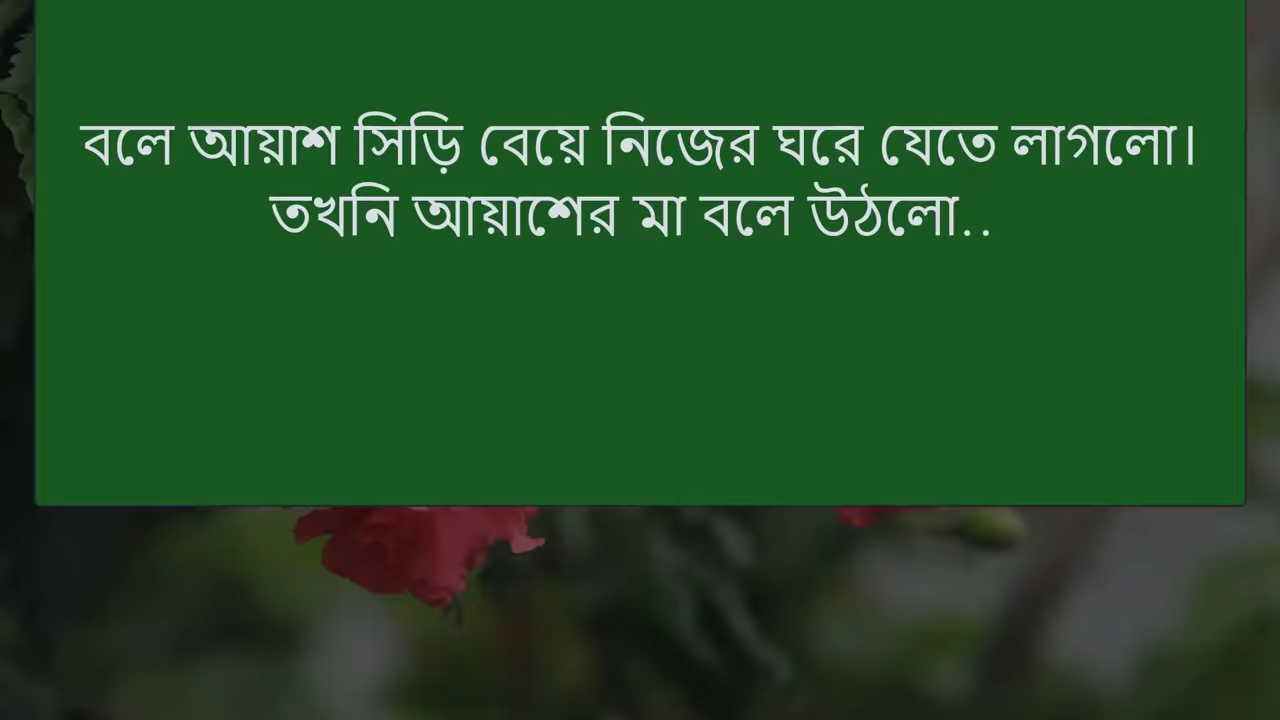 বলে আয়াশ সিড়ি বেয়ে নিজের ঘরে যেতে লাগলো।
তখনি আয়াশের মা বলে উঠলো..